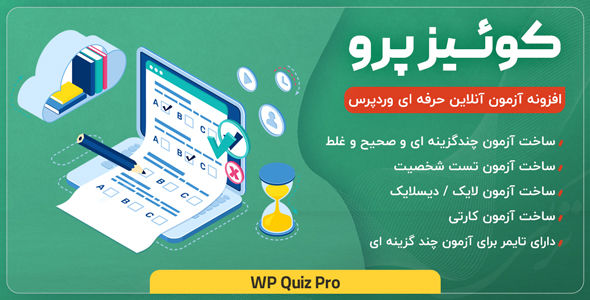 کوئیز پرو
افزونه آزمون آنلاین حرفه ای وردپرس
ساخت آزمون چندگزینه ای و صحیح و غلط
ساخت آزمون تست شخصیت
ساخت آزمون لایک / دیسلایک
ساخت آزمون کارتی
دارای تایمر برای آزمون چند گزینه ای
A B C
A B C
A B C
A B C
WP Quiz Pro